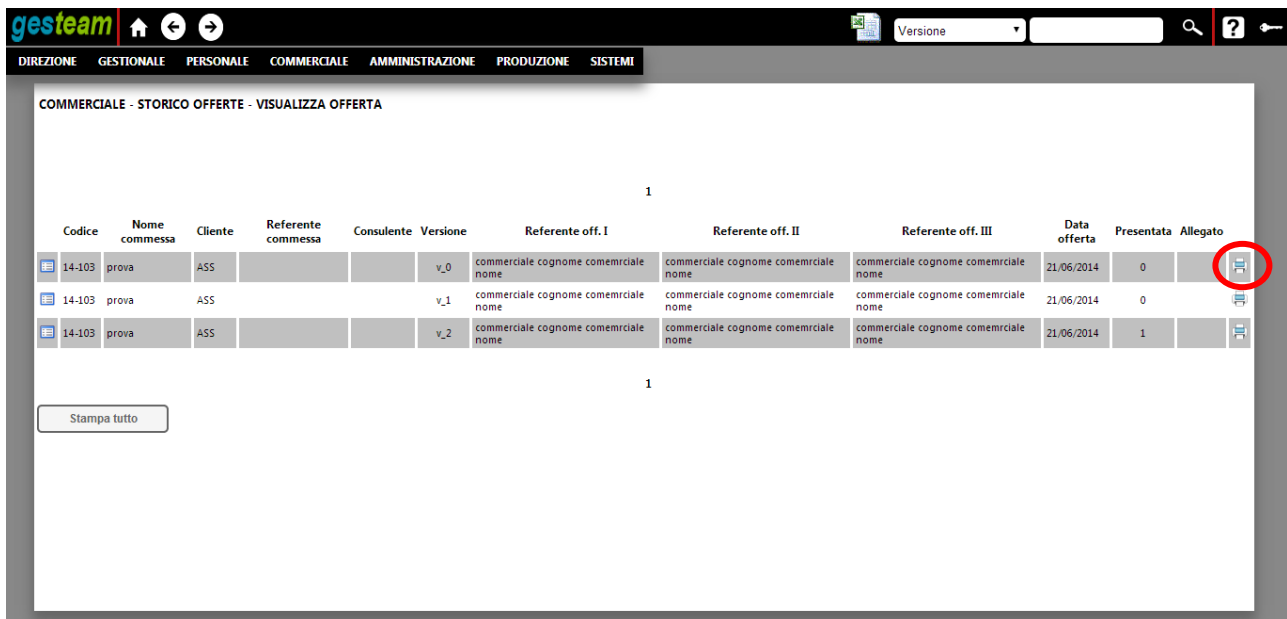 gesteam Versione ?
DIREZIONE GESTIONALE PERSONALE COMMERCIALE AMMINISTRAZIONE PRODUZIONE SISTEMI
COMMERCIALE - STORICO OFFERTE - VISUALIZZA OFFERTA
1
Codice Nome commessa Cliente Referente commessa Consulente Versione Referente off. I Referente off. II Referente off. III Data offerta Presentata Allegato
14-103 prova ASS v_0 commerciale cognome comemrciale nome commerciale cognome comemrciale nome commerciale cognome comemrciale nome 21/06/2014 0
14-103 prova ASS v_1 commerciale cognome comemrciale nome commerciale cognome comemrciale nome commerciale cognome comemrciale nome 21/06/2014 0
14-103 prova ASS v_2 commerciale cognome comemrciale nome commerciale cognome comemrciale nome commerciale cognome comemrciale nome 21/06/2014 1
1
Stampa tutto